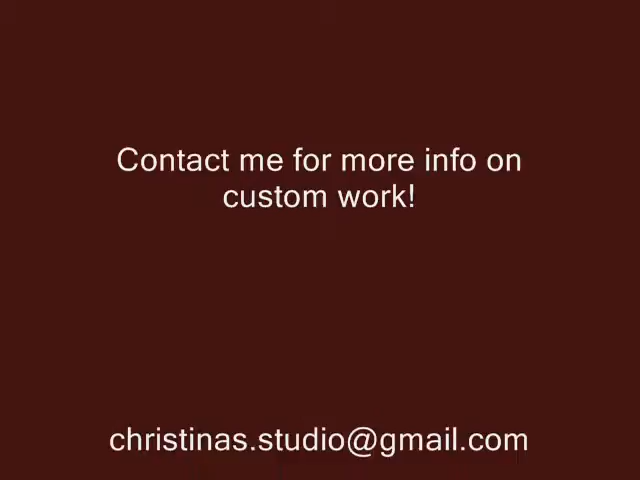 Contact me for more info on
custom work!
christinas.studio@gmail.com